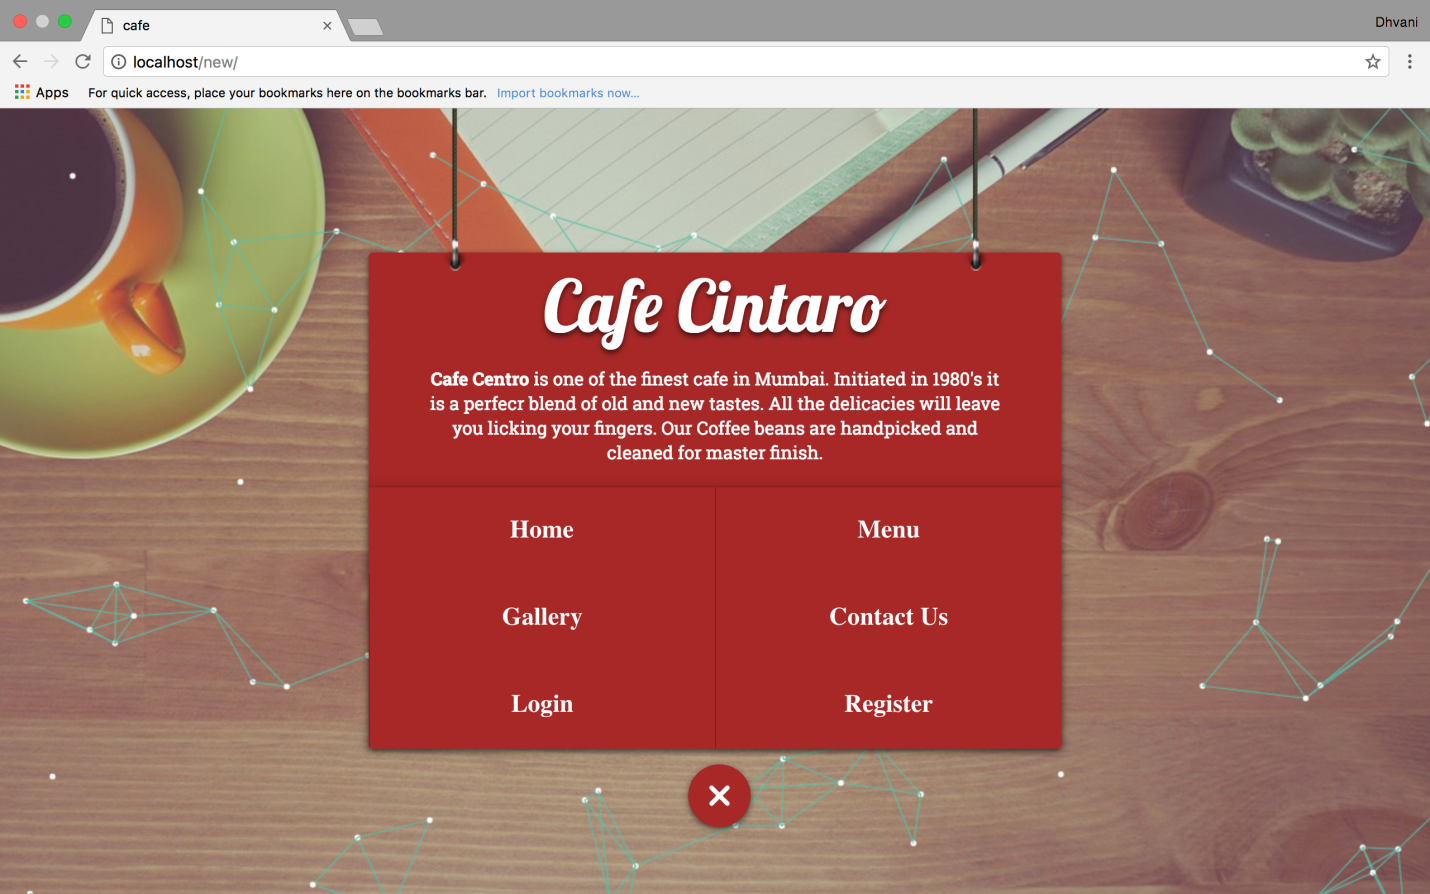 cafe
Dhvani
localhost/new/
Apps For quick access, place your bookmarks here on the bookmarks bar. Import bookmarks now...
Cafe Cintaro
Cafe Centro is one of the finest cafe in Mumbai. Initiated in 1980's it
is a perfecr blend of old and new tastes. All the delicacies will leave
you licking your fingers. Our Coffee beans are handpicked and
cleaned for master finish.
Home
Menu
Gallery
Contact Us
Login
Register